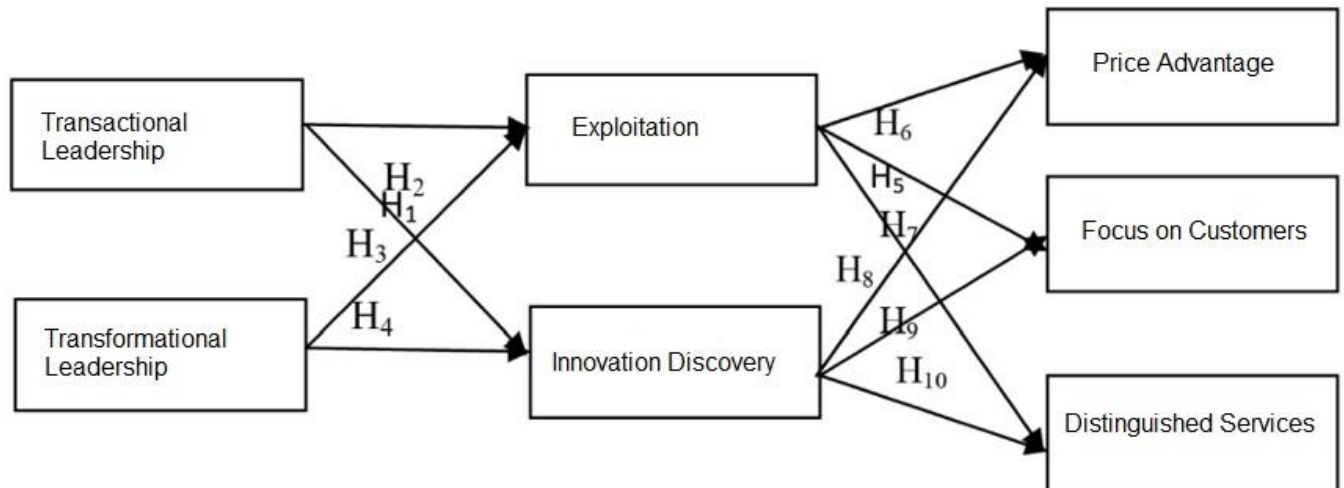 Transactional
Leadership
Transformational
Leadership
H₂
H₁
H₃
H₄
Exploitation
Innovation Discovery
H₆
H₅
H₇
H₈
H₉
H₁₀
Price Advantage
Focus on Customers
Distinguished Services